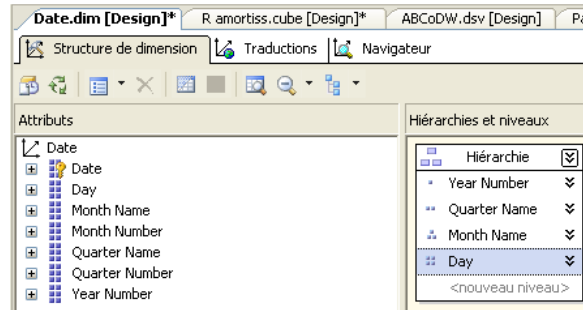 Date.dim [Design]* R amortiss.cube [Design]* ABCoDW.dsv [Design]
Structure de dimension Traductions Navigateur
Attributs
Date
Date
Day
Month Name
Month Number
Quarter Name
Quarter Number
Year Number
Hiérarchies et niveaux
Hiérarchie
Year Number
Quarter Name
Month Name
Day
<nouveau niveau>